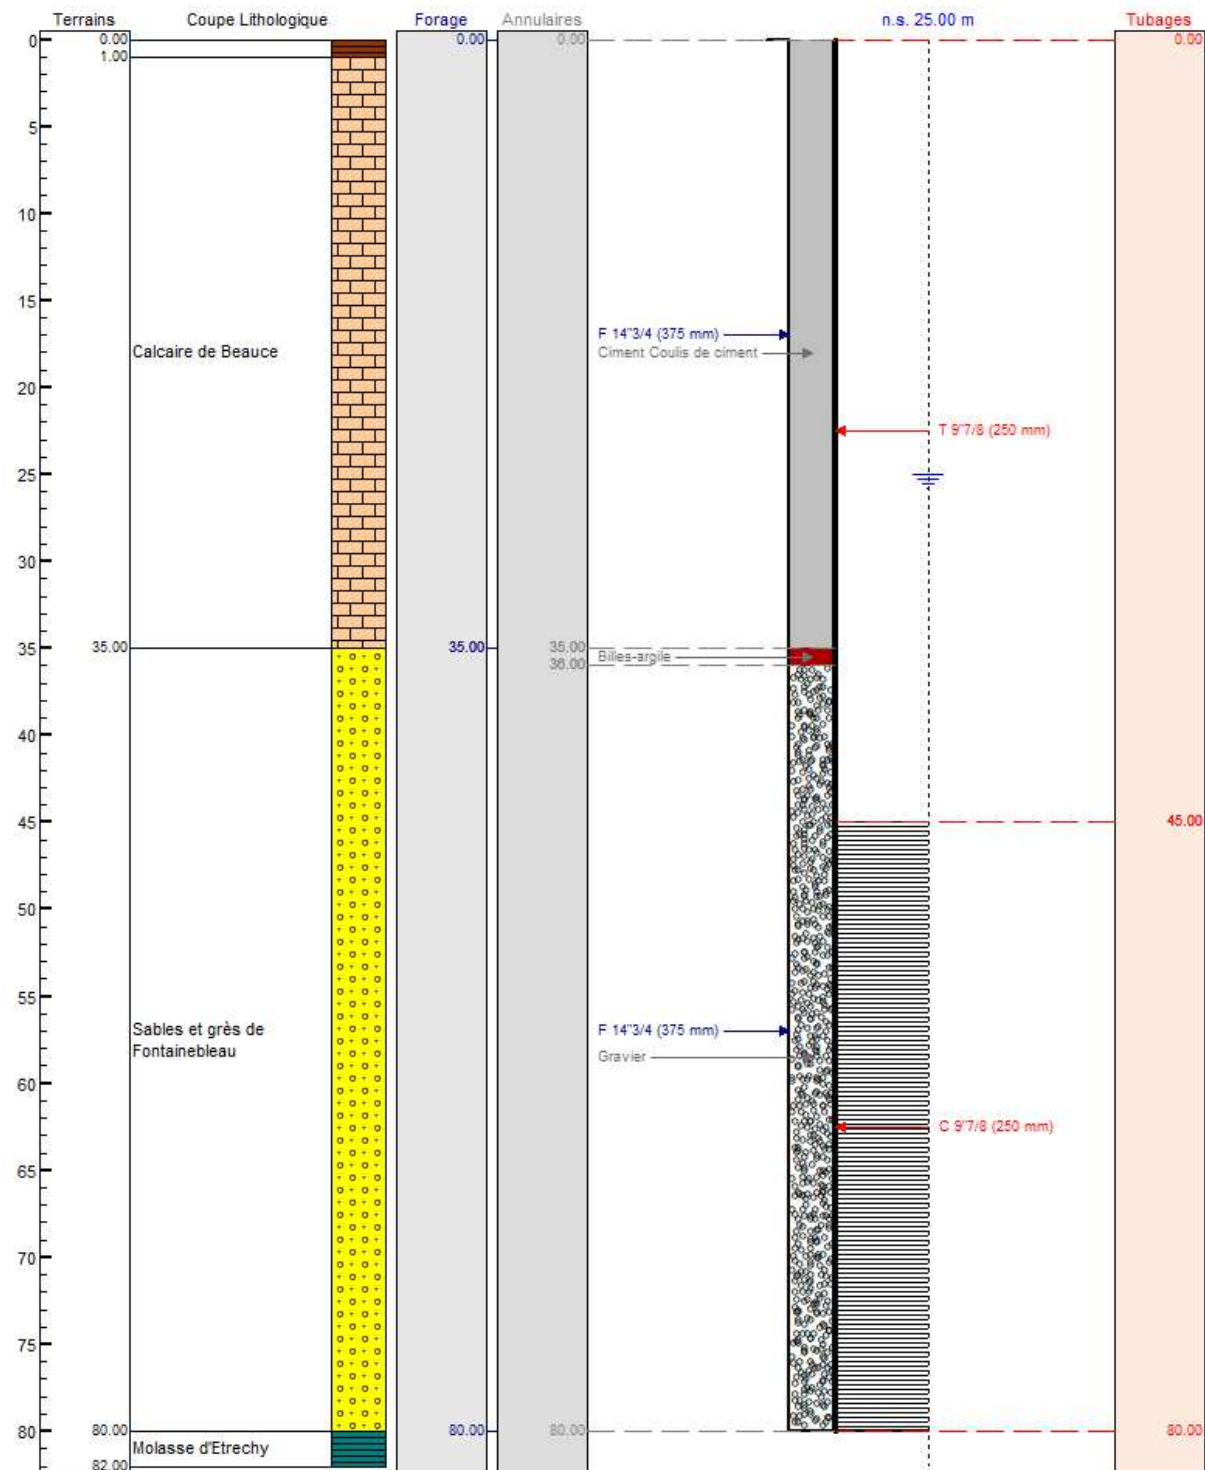 Terrains Coupe Lithologique Forage Annulaires n.s. 25.00 m Tubages
0 0.00 0.00 0.00 0.00
1.00
5
10
15
F 14"3/4 (375 mm)
Calcaire de Beauce Ciment Coulis de ciment
20
T 9"7/8 (250 mm)
25
30
35 35.00 35.00 35.00
36.00 Billes-argile
40
45 45.00
50
55
Sables et grès de F 14"3/4 (375 mm)
Fontainebleau Gravier
60
C 9"7/8 (250 mm)
65
70
75
80 80.00 80.00 80.00 80.00
Molasse d'Etrechy
82.00